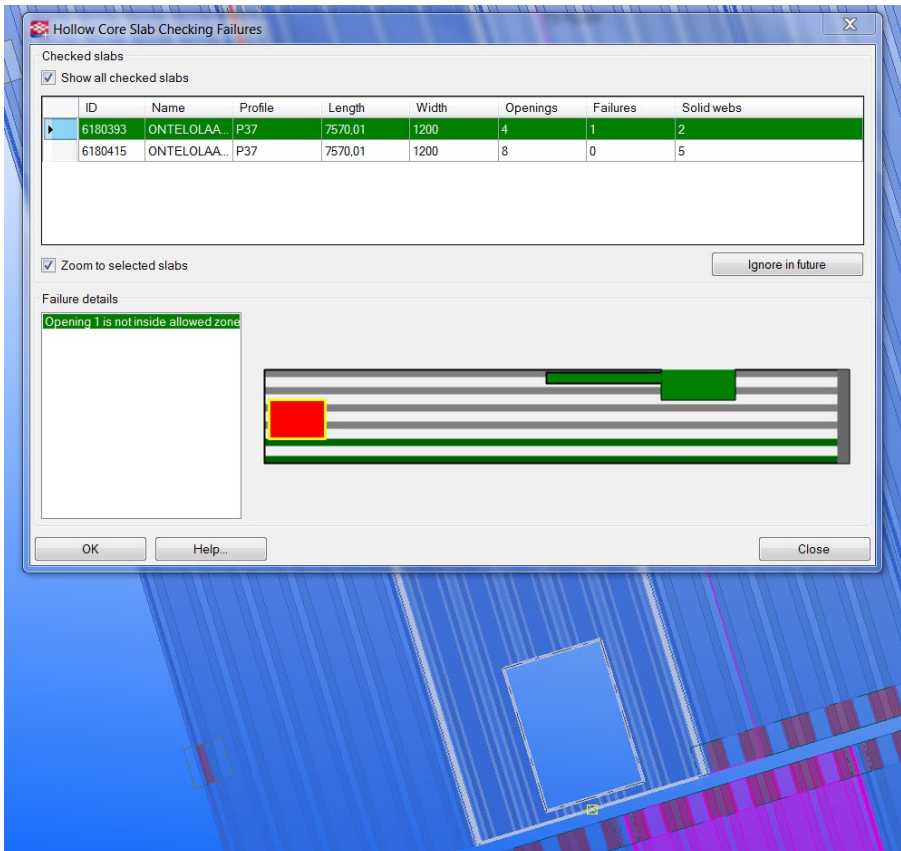 Hollow Core Slab Checking Failures
Checked slabs
Show all checked slabs
ID Name Profile Length Width Openings Failures Solid webs
6180393 ONTELOLAA... P37 7570,01 1200 4 1 2
6180415 ONTELOLAA... P37 7570,01 1200 8 0 5
Zoom to selected slabs
Ignore in future
Failure details
Opening 1 is not inside allowed zone
OK Help... Close